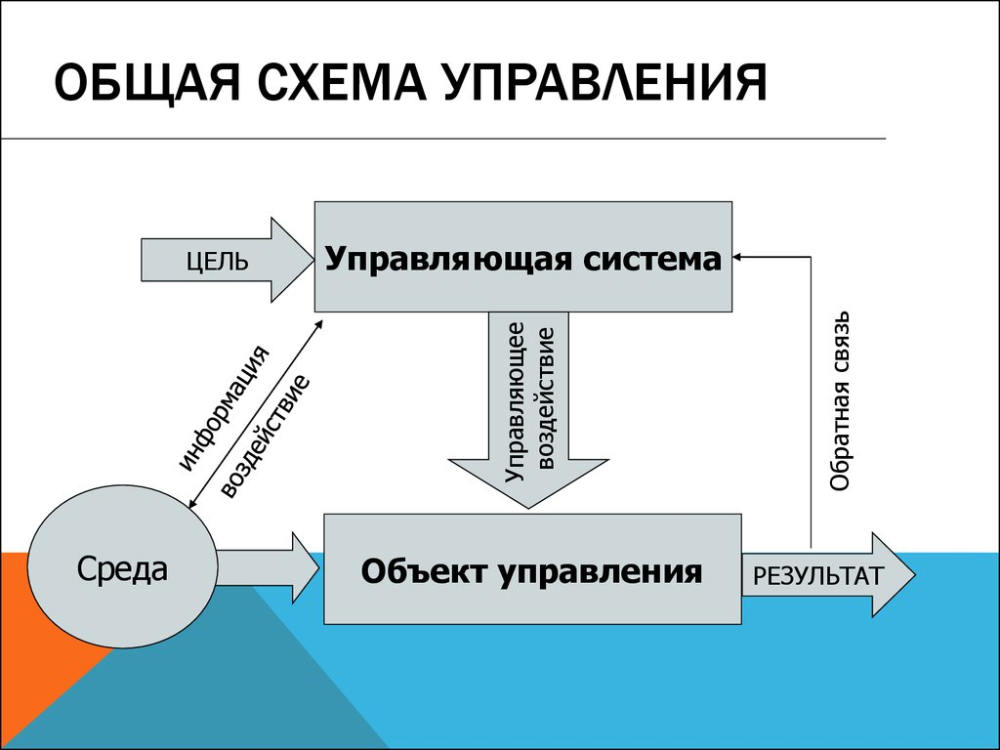 ОБЩАЯ СХЕМА УПРАВЛЕНИЯ
ЦЕЛЬ
Управляющая система
информация
воздействие
Управляющее
воздействие
Обратная связь
Среда
Объект управления
РЕЗУЛЬТАТ